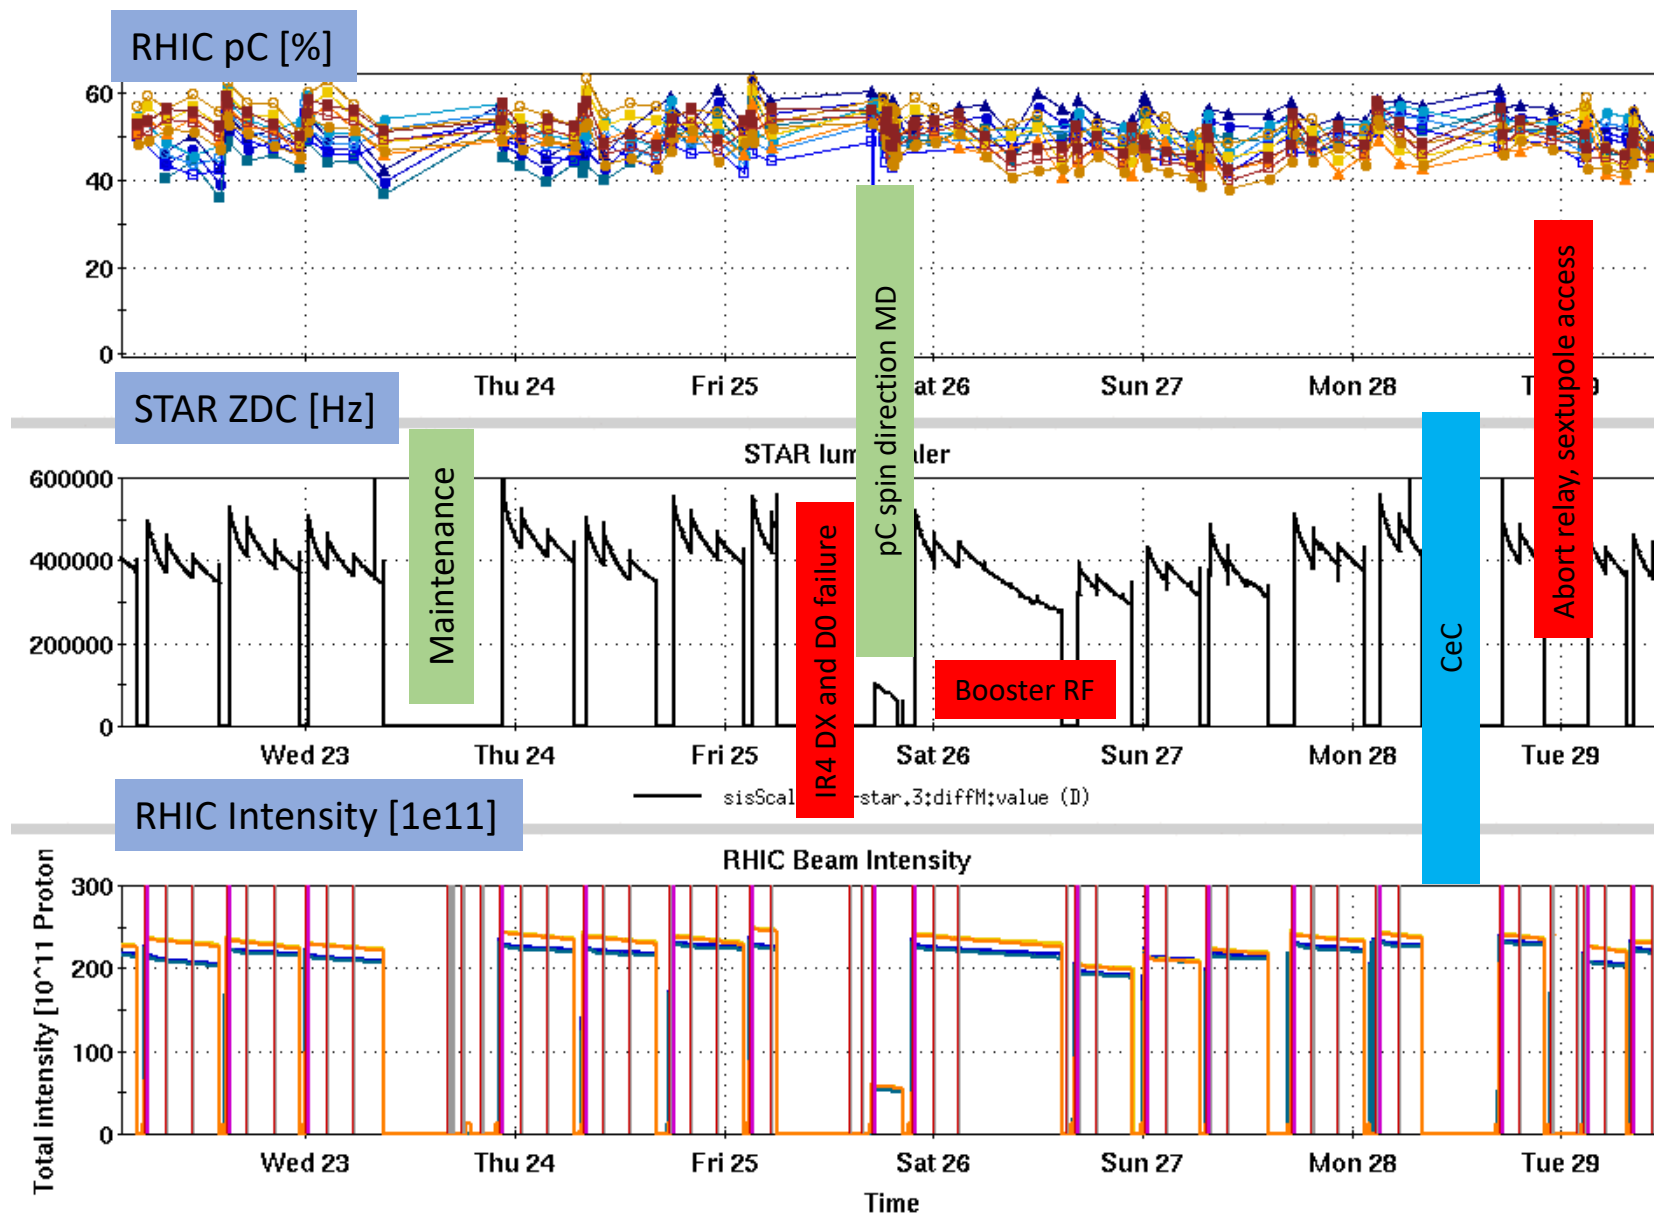 RHIC pC [%]
60
40
20
0
Thu 24
Fri 25
at 26
Sun 27
Mon 28
T 9
pC spin direction MD
Abort relay, sextupole access
STAR ZDC [Hz]
STAR lum aler
600000
400000
200000
0
Maintenance
IR4 DX and D0 failure
Booster RF
CeC
Wed 23
Thu 24
Fri 25
Sat 26
Sun 27
Mon 28
Tue 29
sisScal -star.3:diffM:value (D)
RHIC Intensity [1e11]
RHIC Beam Intensity
Total intensity [10^11 Proton
300
200
100
0
Wed 23
Thu 24
Fri 25
Sat 26
Sun 27
Mon 28
Tue 29
Time